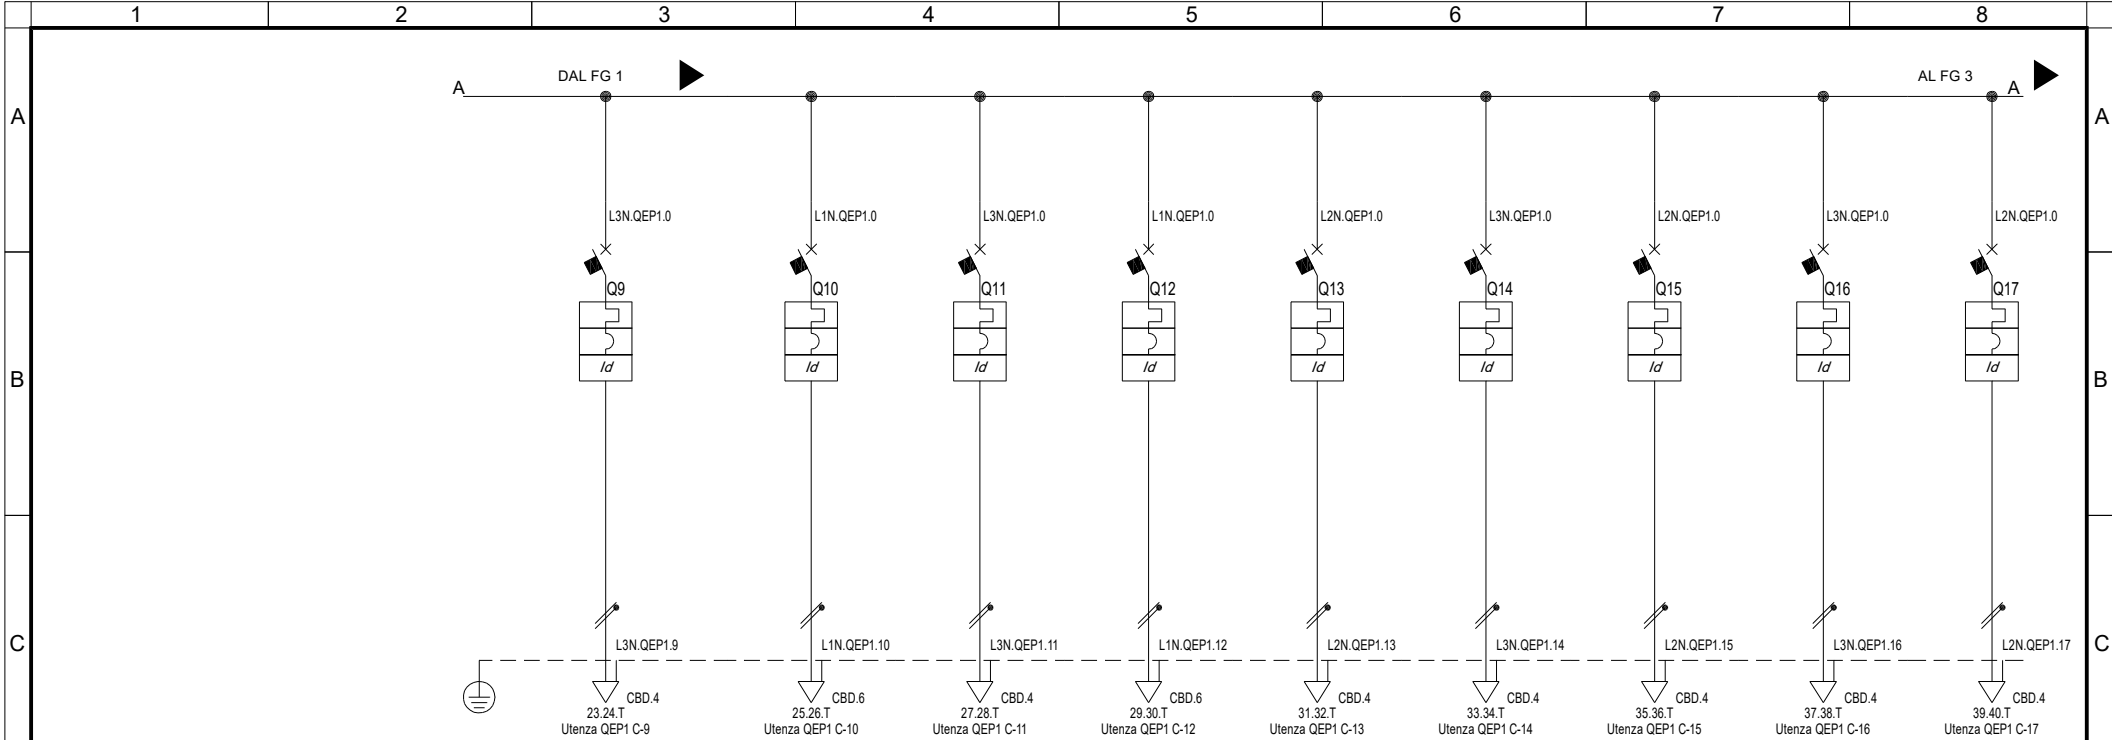 1 2 3 4 5 6 7 8
DAL FG 1 AL FG 3
A A
A A
L3N.QEP1.0 L1N.QEP1.0 L3N.QEP1.0 L1N.QEP1.0 L2N.QEP1.0 L3N.QEP1.0 L2N.QEP1.0 L3N.QEP1.0 L2N.QEP1.0
Q9 Q10 Q11 Q12 Q13 Q14 Q15 Q16 Q17
Id Id Id Id Id Id Id Id Id
B B
L3N.QEP1.9 L1N.QEP1.10 L3N.QEP1.11 L1N.QEP1.12 L2N.QEP1.13 L3N.QEP1.14 L2N.QEP1.15 L3N.QEP1.16 L2N.QEP1.17
C C
CBD.4 CBD.6 CBD.4 CBD.6 CBD.4 CBD.4 CBD.4 CBD.4 CBD.4
23.24.T 25.26.T 27.28.T 29.30.T 31.32.T 33.34.T 35.36.T 37.38.T 39.40.T
Utenza QEP1 C-9 Utenza QEP1 C-10 Utenza QEP1 C-11 Utenza QEP1 C-12 Utenza QEP1 C-13 Utenza QEP1 C-14 Utenza QEP1 C-15 Utenza QEP1 C-16 Utenza QEP1 C-17